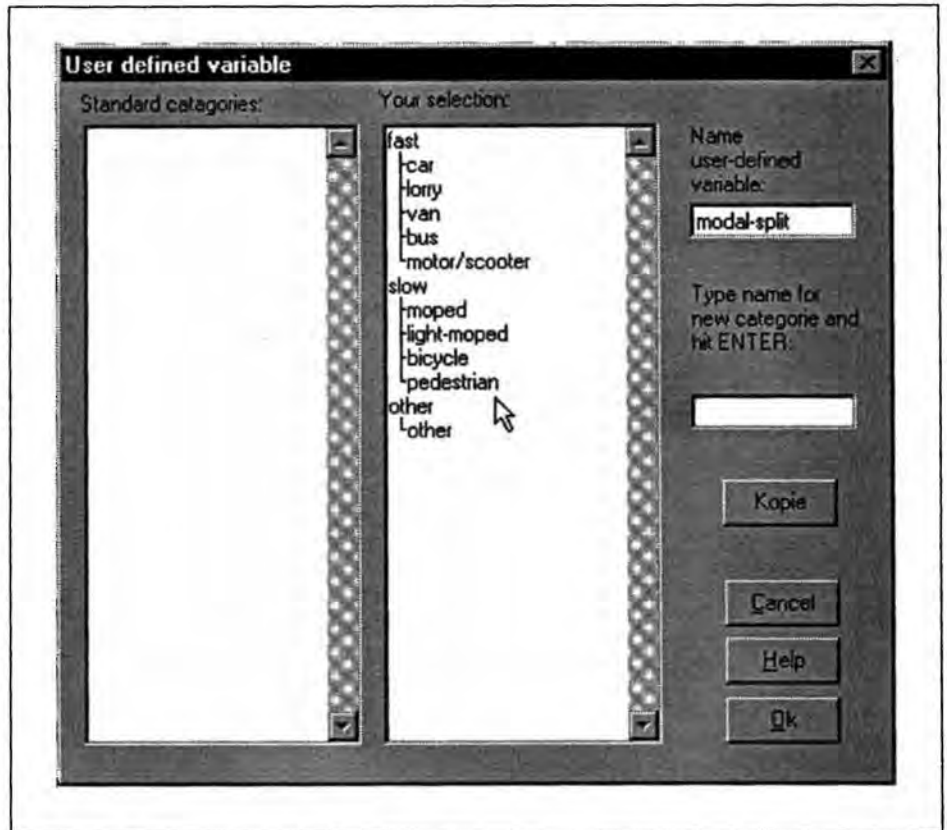 User defined variable
Standard catagories:
Your selection:
fast
car
lorry
van
bus
motor/scooter
slow
moped
light-moped
bicycle
pedestrian
other
other
Name
user-defined
variable:
modal-split
Type name for
new categorie and
hit ENTER:
Kopie
Cancel
Help
Ok